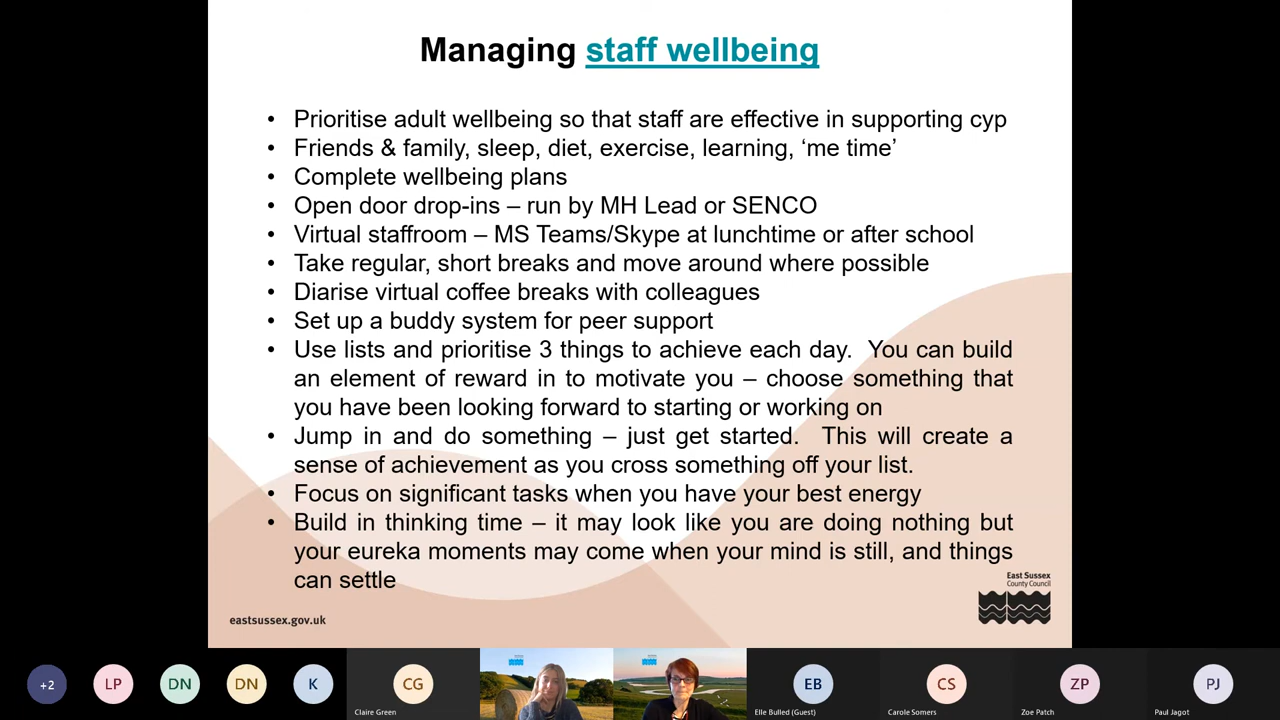 Managing staff wellbeing
• Prioritise adult wellbeing so that staff are effective in supporting cyp
• Friends & family, sleep, diet, exercise, learning, ‘me time’
• Complete wellbeing plans
• Open door drop-ins – run by MH Lead or SENCO
• Virtual staffroom – MS Teams/Skype at lunchtime or after school
• Take regular, short breaks and move around where possible
• Diarise virtual coffee breaks with colleagues
• Set up a buddy system for peer support
• Use lists and prioritise 3 things to achieve each day. You can build
an element of reward in to motivate you – choose something that
you have been looking forward to starting or working on
• Jump in and do something – just get started. This will create a
sense of achievement as you cross something off your list.
• Focus on significant tasks when you have your best energy
• Build in thinking time – it may look like you are doing nothing but
your eureka moments may come when your mind is still, and things
can settle
East Sussex
County Council
eastsussex.gov.uk
+2 LP DN DN K CG EB CS ZP PJ
Claire Green Elle Bulled (Guest) Carole Somers Zoe Patch Paul Jagot